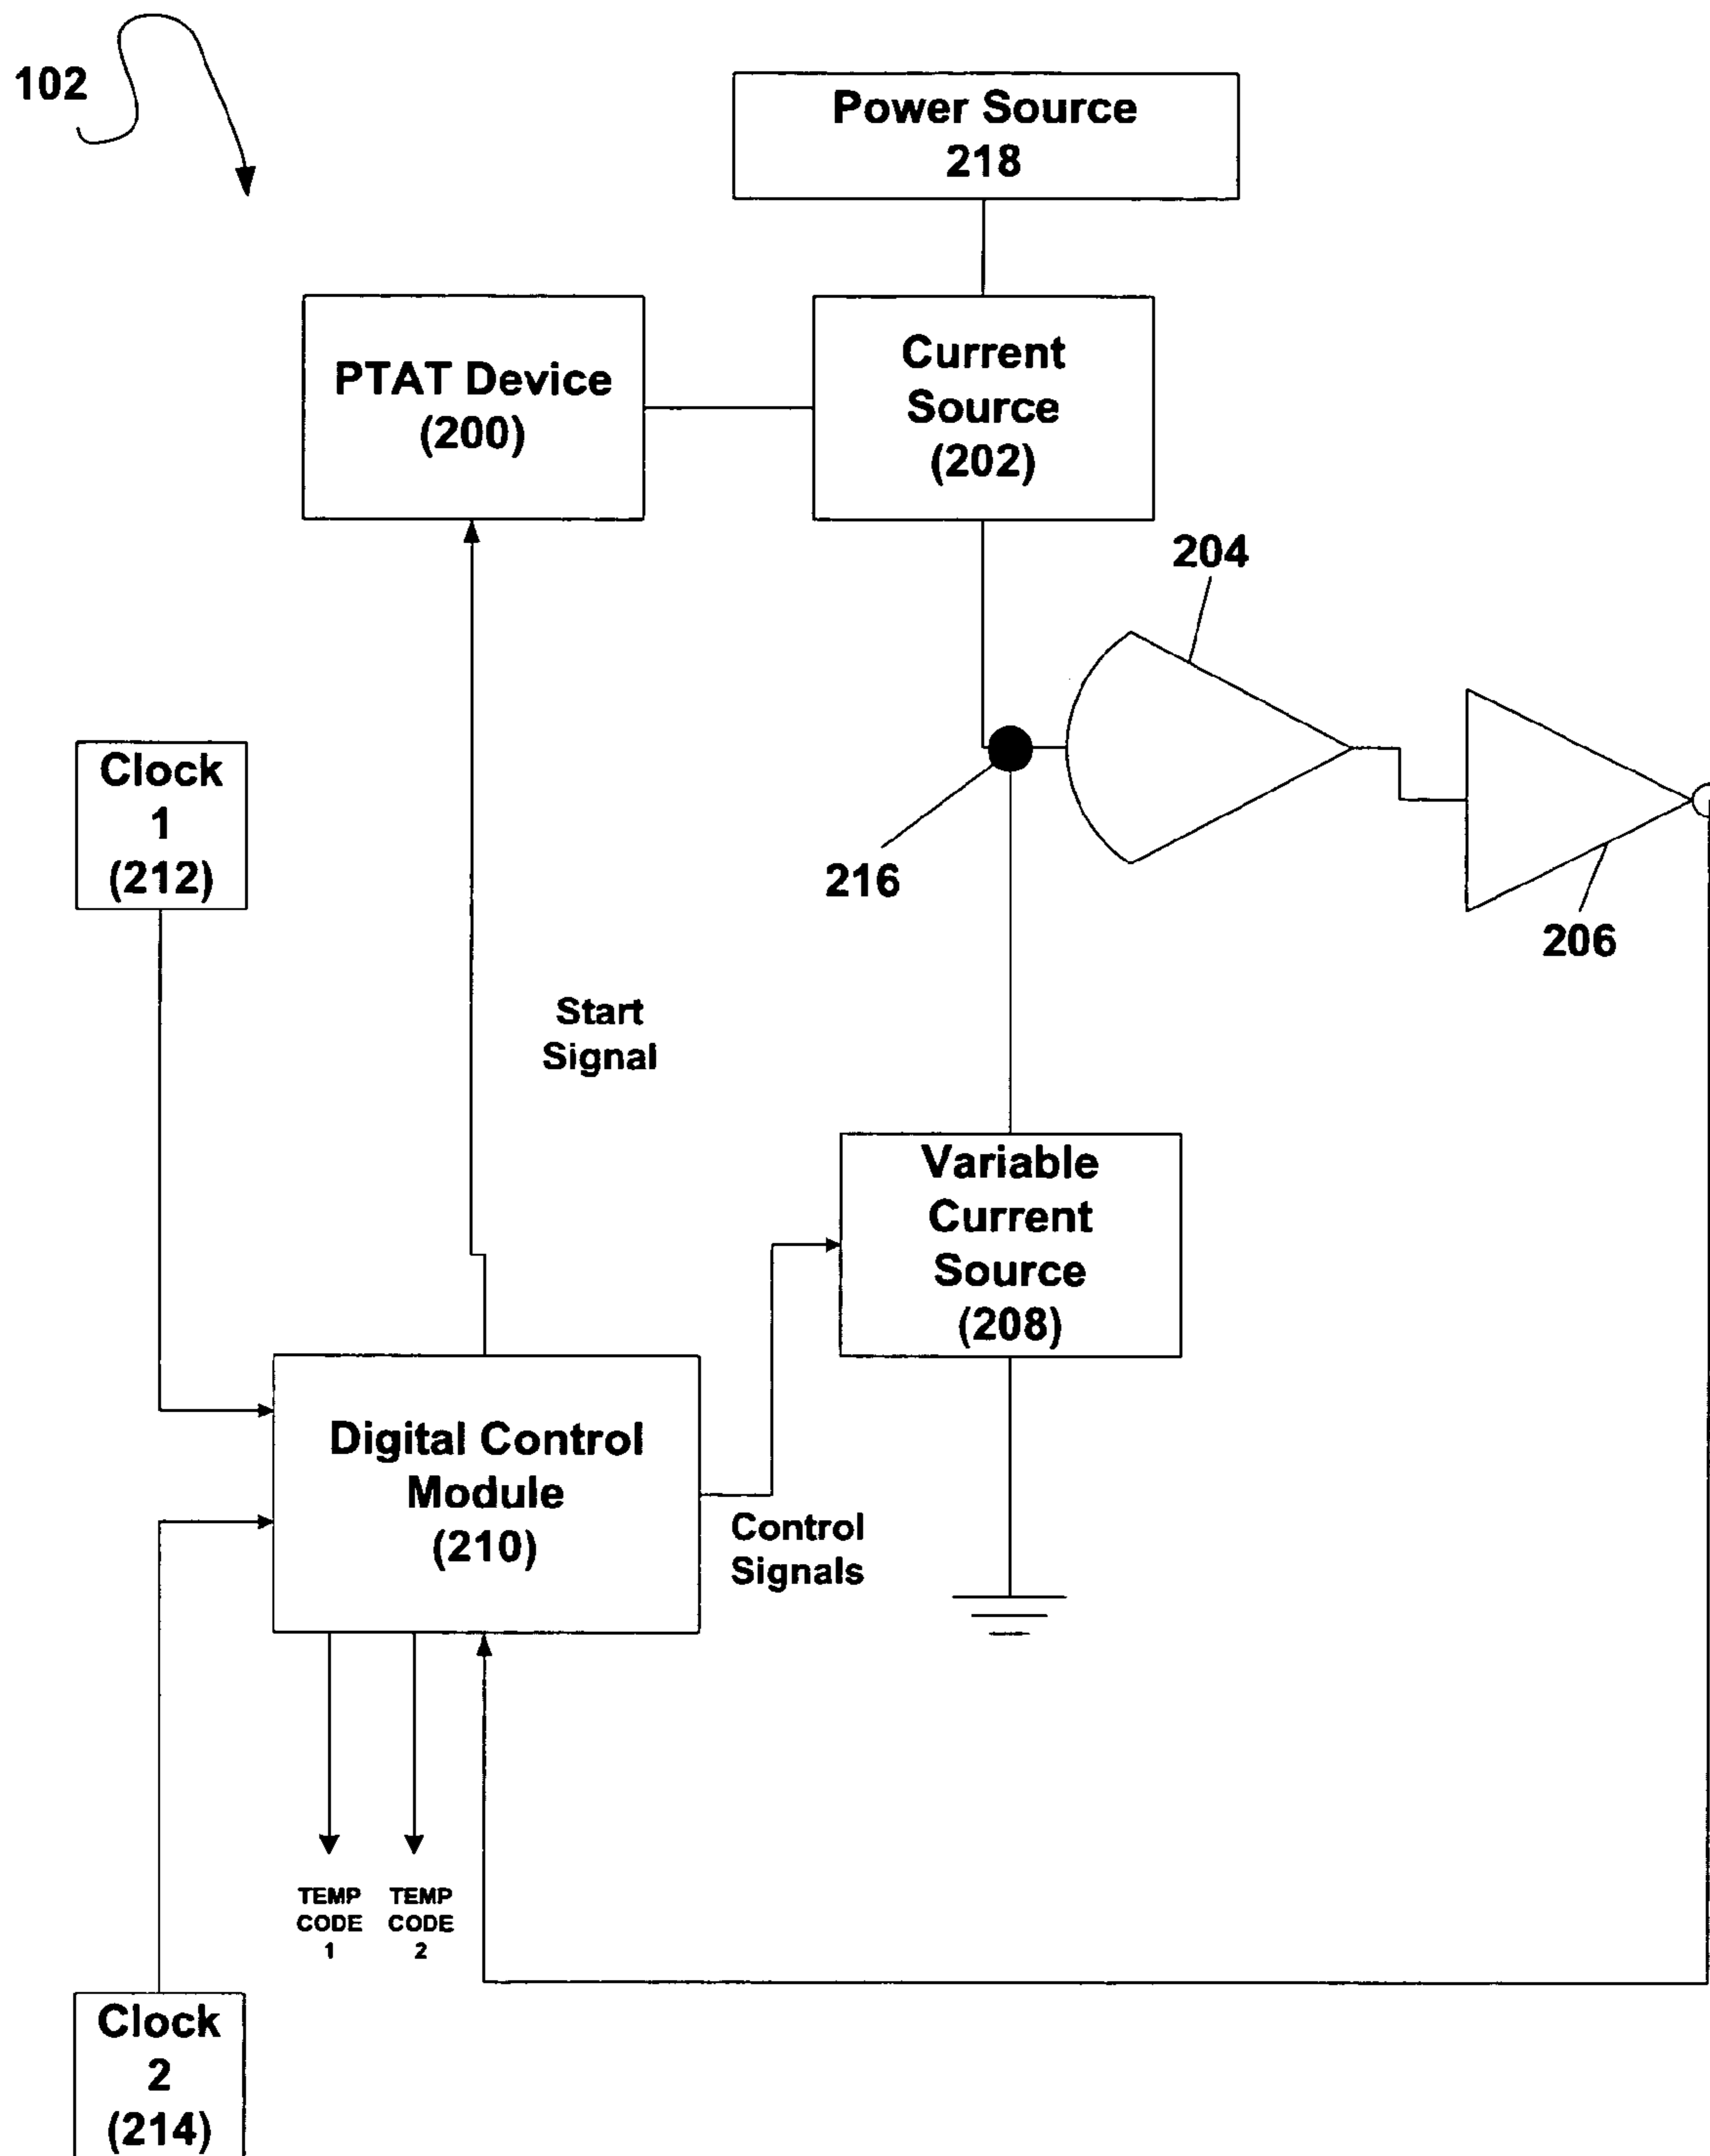 102
Power Source
218
PTAT Device
(200)
Current
Source
(202)
204
Clock
1
(212)
216
206
Start
Signal
Variable
Current
Source
(208)
Digital Control
Module
(210)
Control
Signals
TEMP
CODE
1
TEMP
CODE
2
Clock
2
(214)